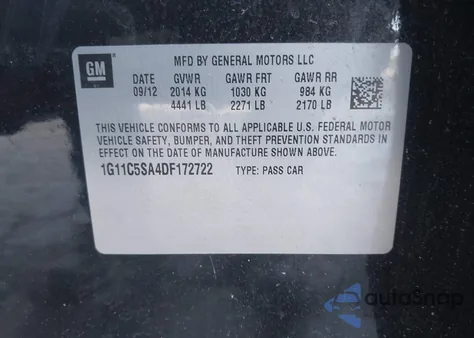 GM
MFD BY GENERAL MOTORS LLC
DATE GVWR GAWR FRT GAWR RR
09/12 2014 KG 1030 KG 984 KG
4441 LB 2271 LB 2170 LB
THIS VEHICLE CONFORMS TO ALL APPLICABLE U.S. FEDERAL MOTOR
VEHICLE SAFETY, BUMPER, AND THEFT PREVENTION STANDARDS IN
EFFECT ON THE DATE OF MANUFACTURE SHOWN ABOVE.
1G11C5SA4DF172722 TYPE: PASS CAR
autoSnap